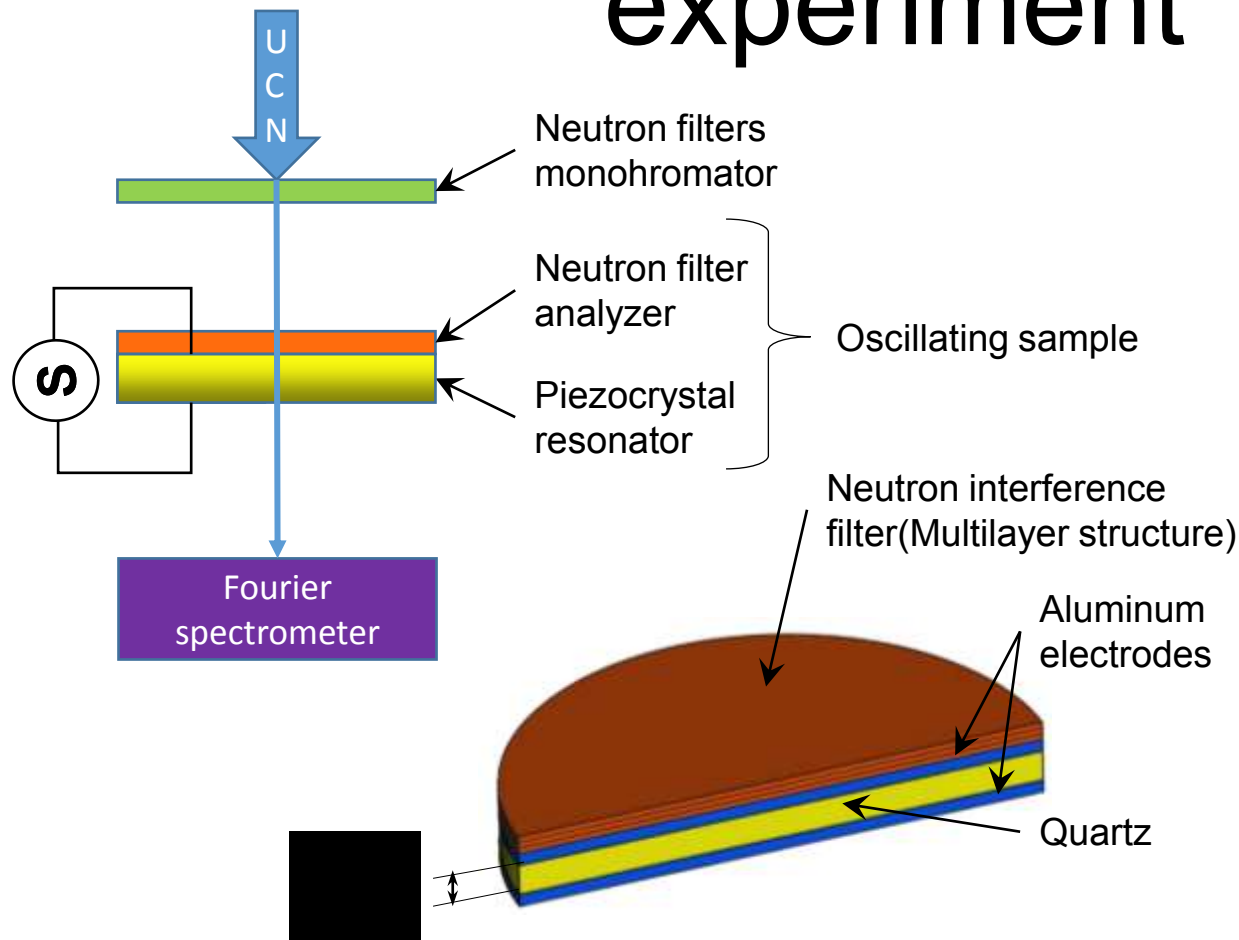 experiment
U
C
N
Neutron filters
monohromator
Neutron filter
analyzer
Oscillating sample
S
Piezocrystal
resonator
Neutron interference
filter(Multilayer structure)
Fourier
spectrometer
Aluminum
electrodes
Quartz